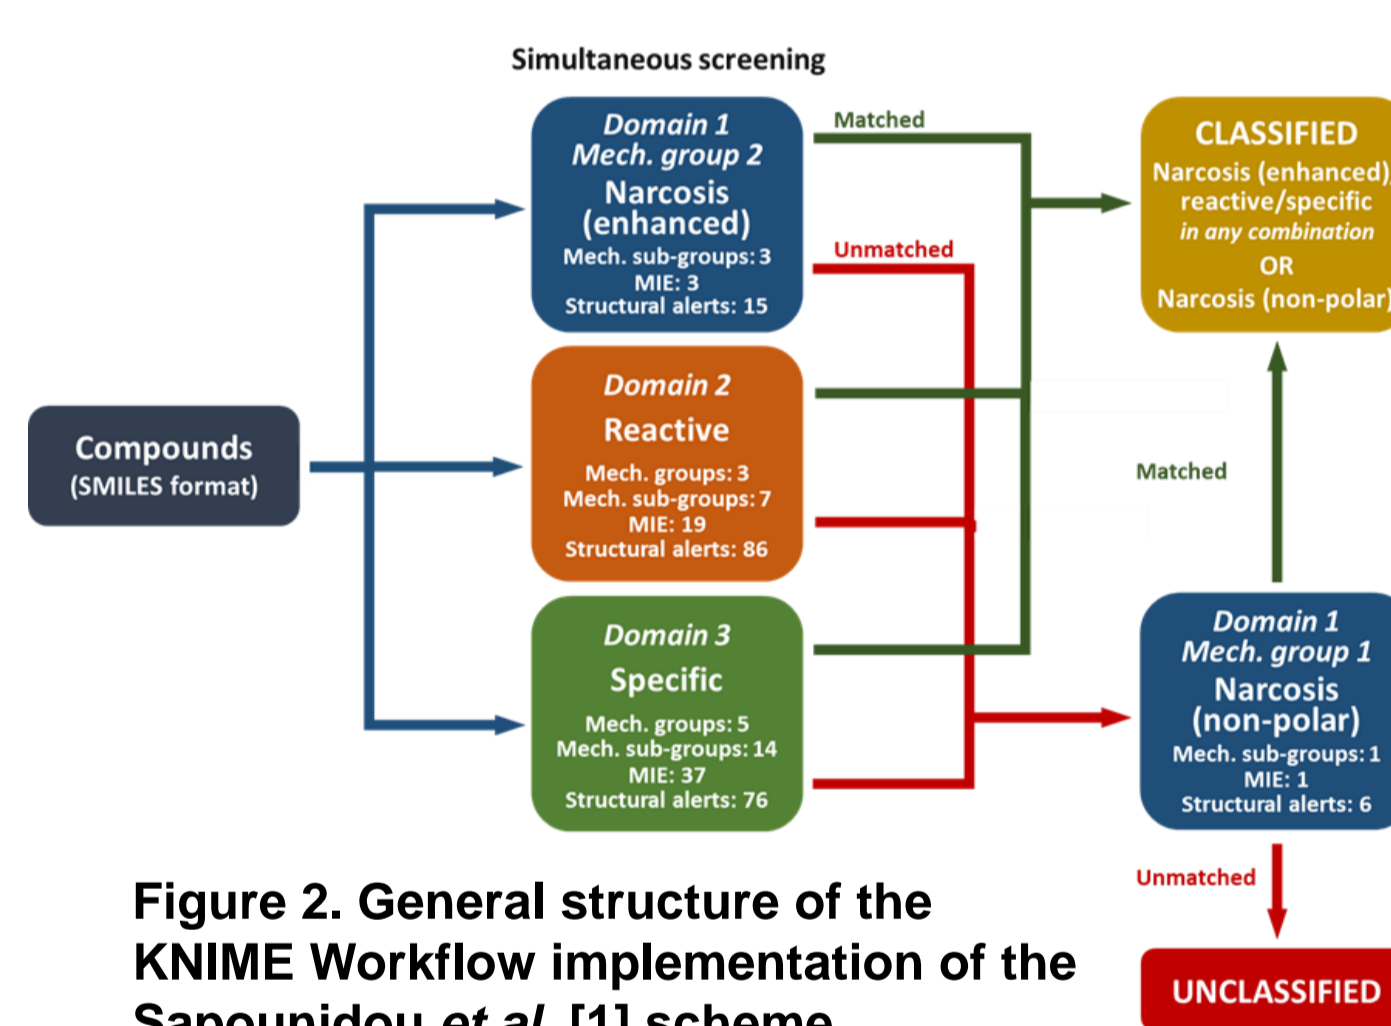 Simultaneous screening
Compounds
(SMILES format)
Domain 1
Mech. group 2
Narcosis
(enhanced)
Mech. sub-groups: 3
MIE: 3
Structural alerts: 15
Domain 2
Reactive
Mech. groups: 3
Mech. sub-groups: 7
MIE: 19
Structural alerts: 86
Domain 3
Specific
Mech. groups: 5
Mech. sub-groups: 14
MIE: 37
Structural alerts: 76
Matched
Unmatched
CLASSIFIED
Narcosis (enhanced)
reactive/specific
in any combination
OR
Narcosis (non-polar)
Matched
Domain 1
Mech. group 1
Narcosis
(non-polar)
Mech. sub-groups: 1
MIE: 1
Structural alerts: 6
Unmatched
UNCLASSIFIED
Figure 2. General structure of the
KNIME Workflow implementation of the
Sapounidou et al. [1] scheme